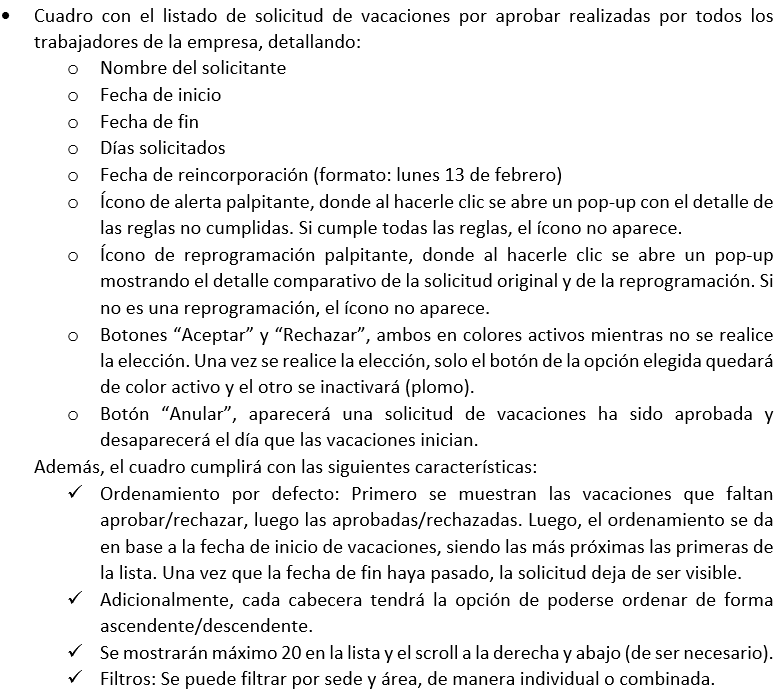 • Cuadro con el listado de solicitud de vacaciones por aprobar realizadas por todos los
trabajadores de la empresa, detallando:
o Nombre del solicitante
o Fecha de inicio
o Fecha de fin
o Días solicitados
o Fecha de reincorporación (formato: lunes 13 de febrero)
o Ícono de alerta palpitante, donde al hacerle clic se abre un pop-up con el detalle de
las reglas no cumplidas. Si cumple todas las reglas, el ícono no aparece.
o Ícono de reprogramación palpitante, donde al hacerle clic se abre un pop-up
mostrando el detalle comparativo de la solicitud original y de la reprogramación. Si
no es una reprogramación, el ícono no aparece.
o Botones “Aceptar” y “Rechazar”, ambos en colores activos mientras no se realice
la elección. Una vez se realice la elección, solo el botón de la opción elegida quedará
de color activo y el otro se inactivará (plomo).
o Botón “Anular”, aparecerá una solicitud de vacaciones ha sido aprobada y
desaparecerá el día que las vacaciones inician.
Además, el cuadro cumplirá con las siguientes características:
✓ Ordenamiento por defecto: Primero se muestran las vacaciones que faltan
aprobar/rechazar, luego las aprobadas/rechazadas. Luego, el ordenamiento se da
en base a la fecha de inicio de vacaciones, siendo las más próximas las primeras de
la lista. Una vez que la fecha de fin haya pasado, la solicitud deja de ser visible.
✓ Adicionalmente, cada cabecera tendrá la opción de poderse ordenar de forma
ascendente/descendente.
✓ Se mostrarán máximo 20 en la lista y el scroll a la derecha y abajo (de ser necesario).
✓ Filtros: Se puede filtrar por sede y área, de manera individual o combinada.